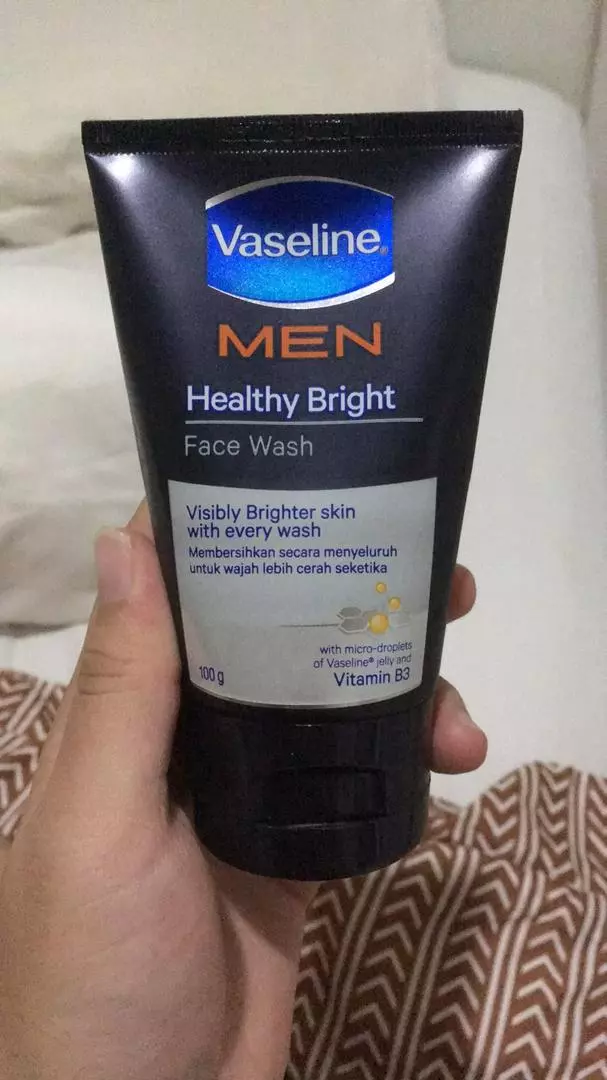 Vaseline®
MEN
Healthy Bright
Face Wash
Visibly Brighter skin
with every wash
Membersihkan secara menyeluruh
untuk wajah lebih cerah seketika
with micro-droplets
of Vaseline® jelly and
Vitamin B3
100 g